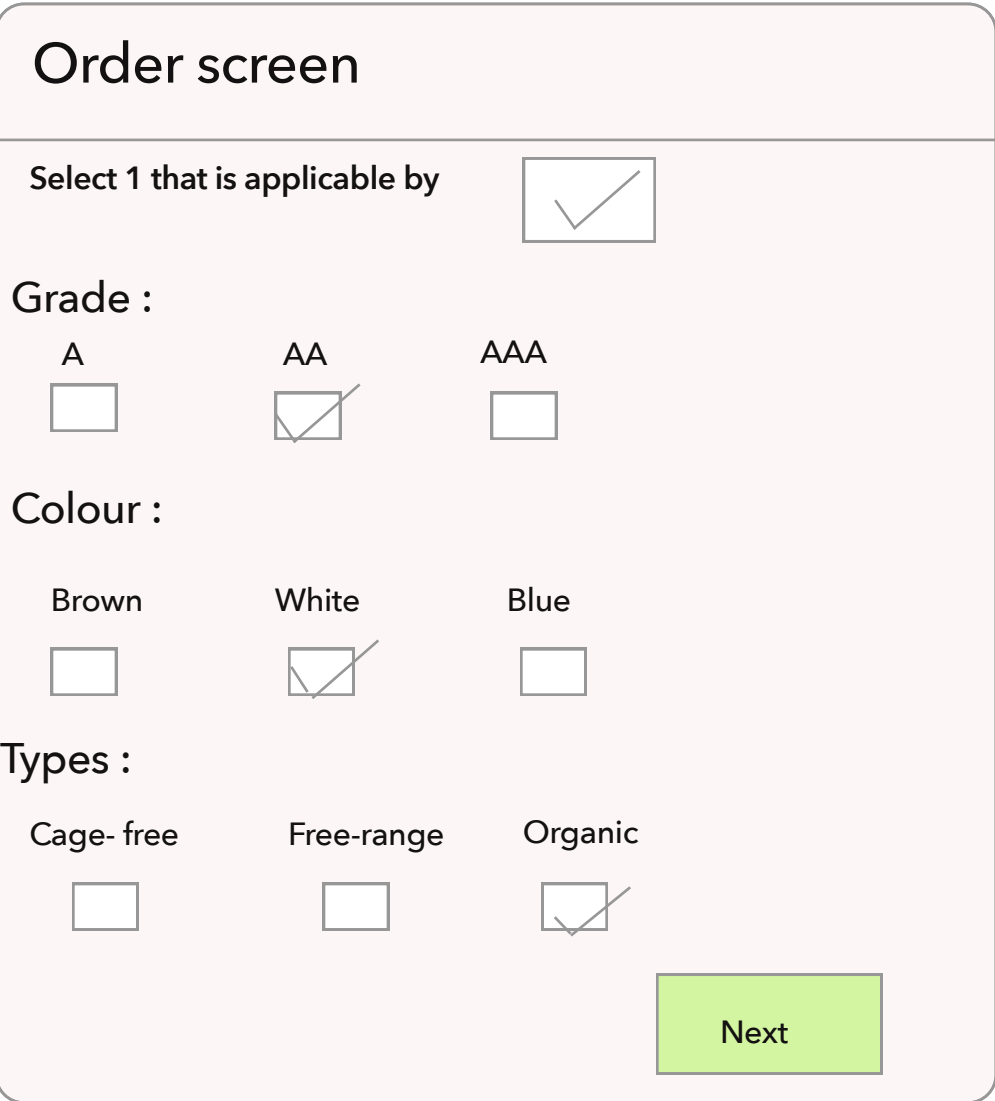 Order screen
Select 1 that is applicable by
Grade :
A AA AAA
Colour :
Brown White Blue
Types :
Cage- free Free-range Organic
Next